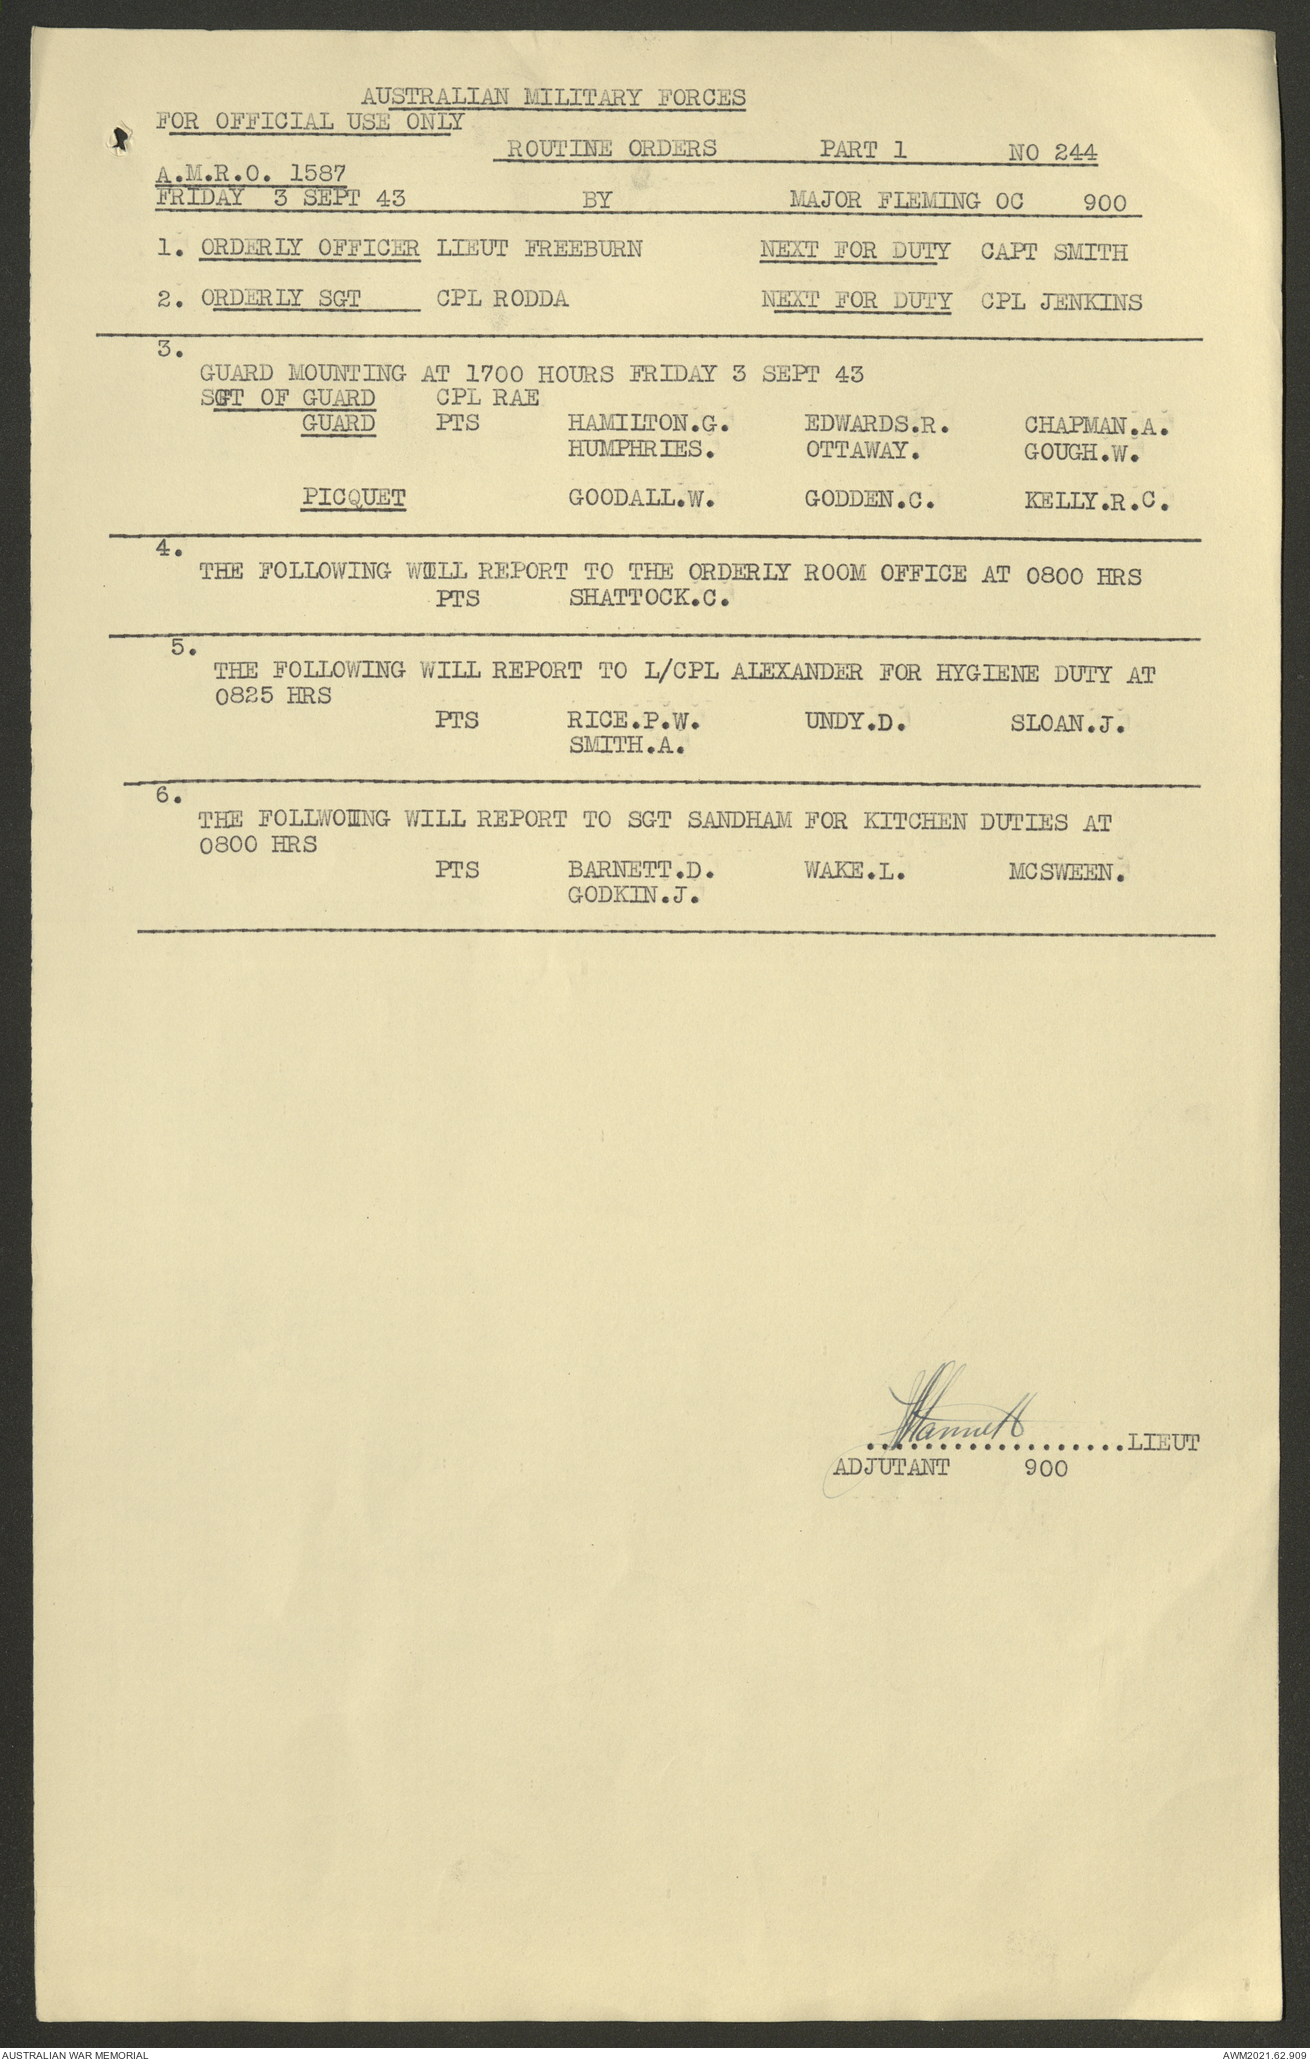 AUSTRALIAN MILITARY FORCES
FOR OFFICIAL USE ONLY
ROUTINE ORDERS PART 1 NO 244
A.M.R.O. 1587
FRIDAY 3 SEPT 43 BY MAJOR FLEMING OC 900
1. ORDERLY OFFICER LIEUT FREEBURN NEXT FOR DUTY CAPT SMITH
2. ORDERLY SGT CPL RODDA NEXT FOR DUTY CPL JENKINS
3.
GUARD MOUNTING AT 1700 HOURS FRIDAY 3 SEPT 43
SGT OF GUARD CPL RAE
GUARD PTS HAMILTON.G. EDWARDS.R. CHAPMAN.A.
HUMPHRIES. OTTAWAY. GOUGH.W.
PICQUET GOODALL.W. GODDEN.C. KELLY.R.C.
4.
THE FOLLOWING WILL REPORT TO THE ORDERLY ROOM OFFICE AT 0800 HRS
PTS SHATTOCK.C.
5.
THE FOLLOWING WILL REPORT TO L/CPL ALEXANDER FOR HYGIENE DUTY AT
0825 HRS
PTS RICE.P.W. UNDY.D. SLOAN.J.
SMITH.A.
6.
THE FOLLWOING WILL REPORT TO SGT SANDHAM FOR KITCHEN DUTIES AT
0800 HRS
PTS BARNETT.D. WAKE.L. MCSWEEN.
GODKIN.J.
..................LIEUT
ADJUTANT 900
AUSTRALIAN WAR MEMORIAL AWM2021.62.909